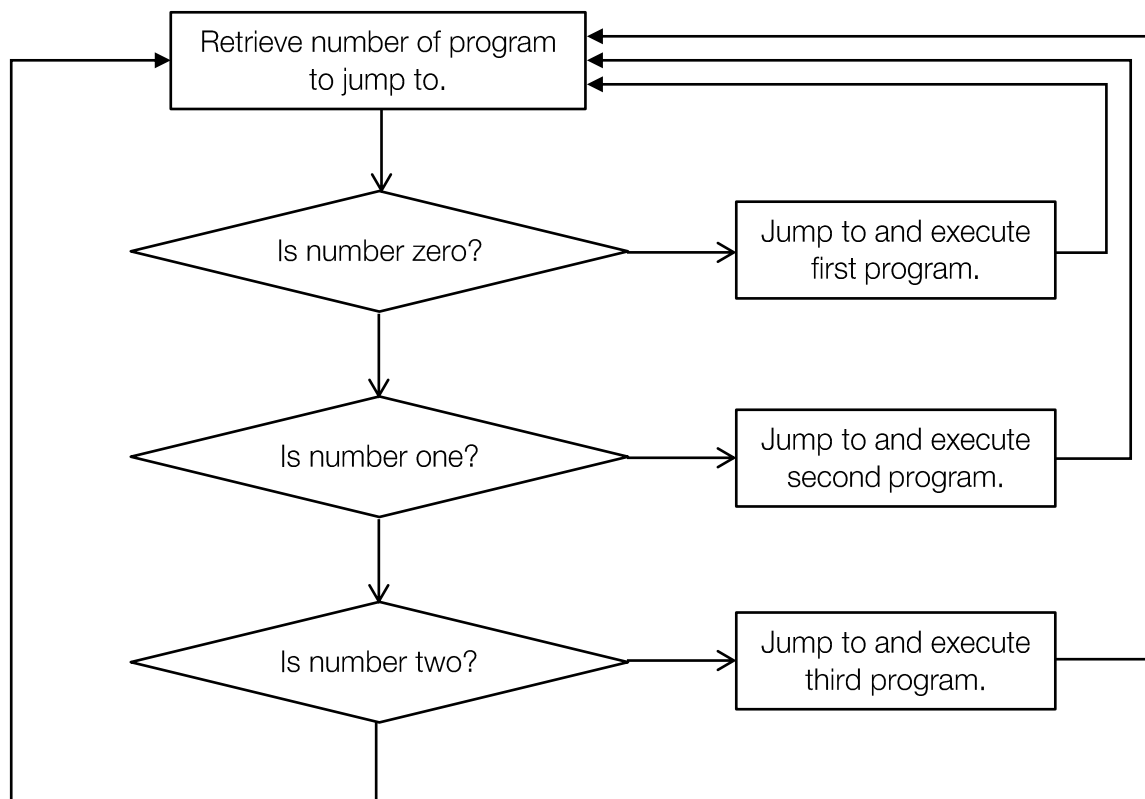 Retrieve number of program
to jump to.
Is number zero?
Jump to and execute
first program.
Is number one?
Jump to and execute
second program.
Is number two?
Jump to and execute
third program.